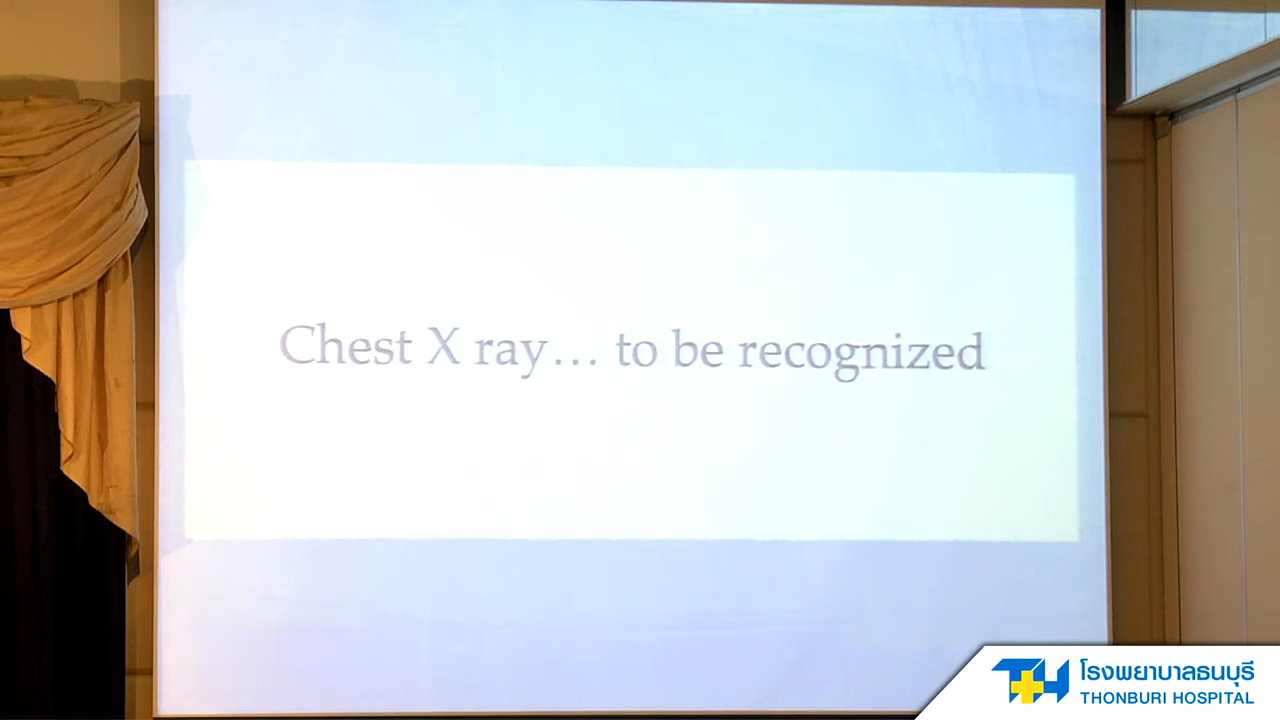 Chest X ray… to be recognized
โรงพยาบาลธนบุรี
THONBURI HOSPITAL